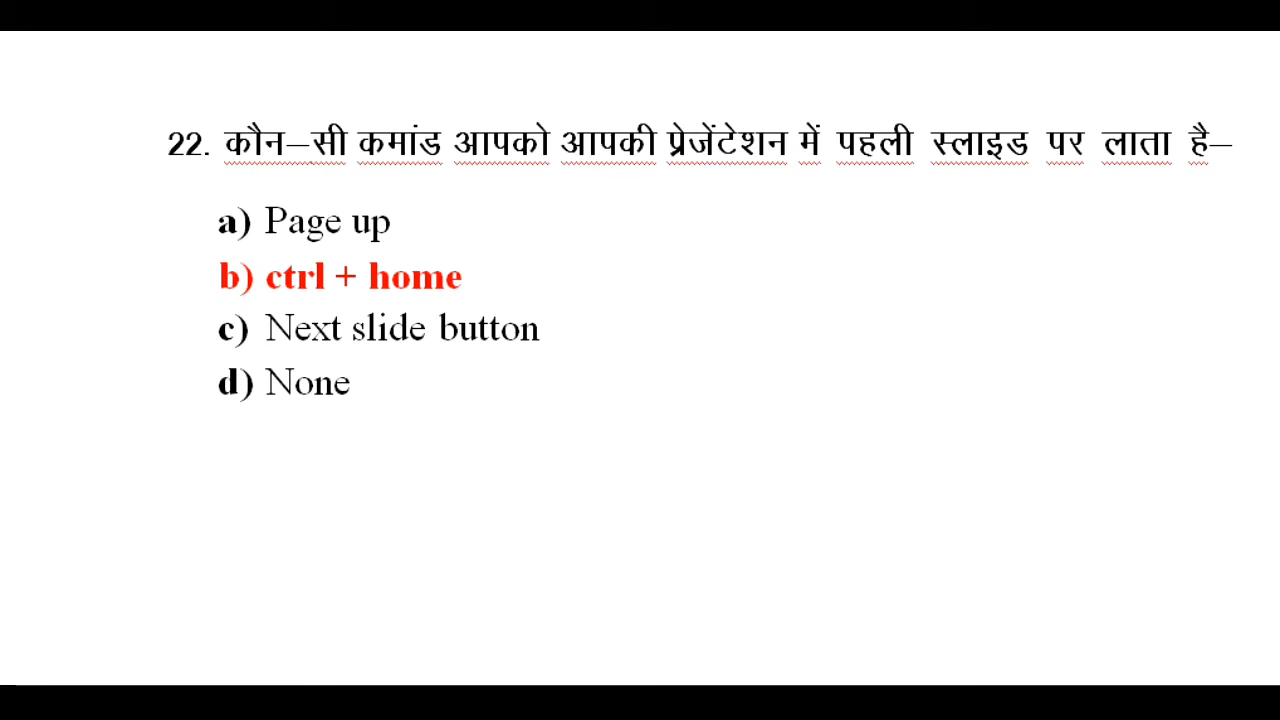 22. कौन–सी कमांड आपको आपकी प्रेजेंटेशन में पहली स्लाइड पर लाता है–
a) Page up
b) ctrl + home
c) Next slide button
d) None